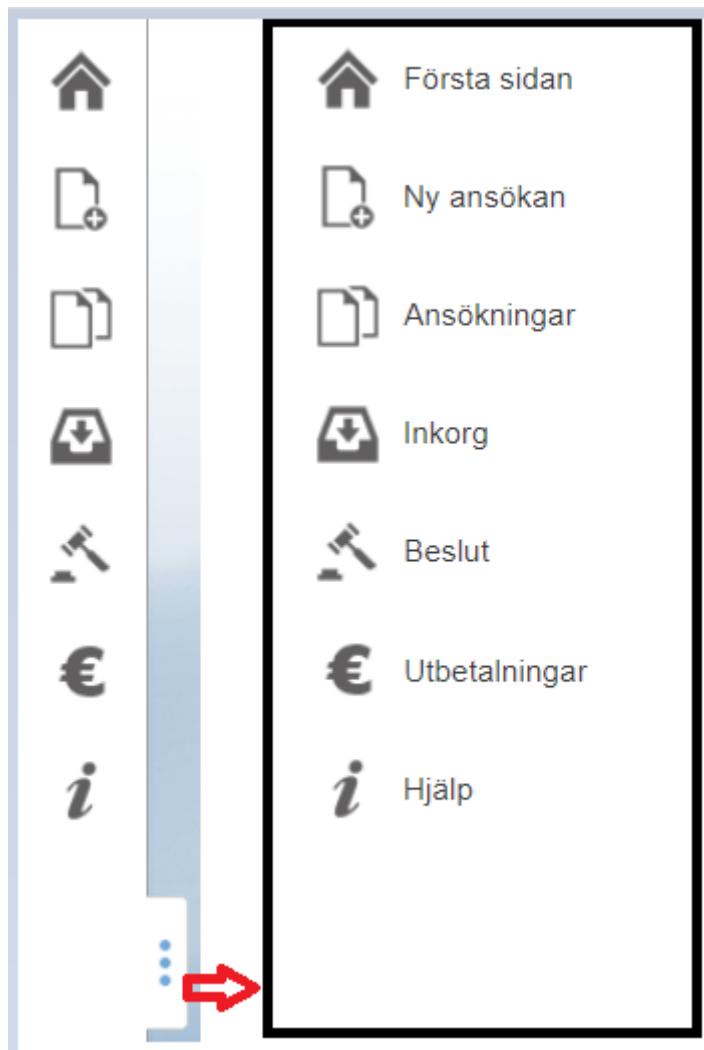 Första sidan
Ny ansökan
Ansökningar
Inkorg
Beslut
€
€
Utbetalningar
i
i
Hjälp